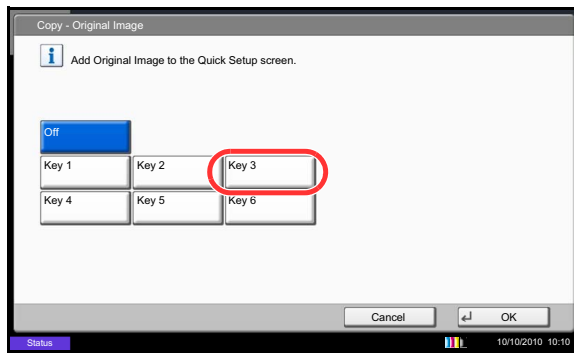 Copy - Original Image
i Add Original Image to the Quick Setup screen.
Off
Key 1 Key 2 Key 3
Key 4 Key 5 Key 6
Cancel OK
Status 10/10/2010 10:10